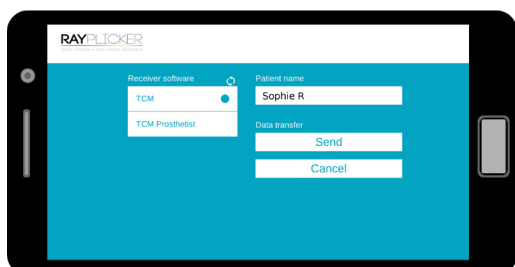 RAYPLICKER
Receiver software
TCM
TCM Prosthetist
Patient name
Sophie R
Data transfer
Send
Cancel